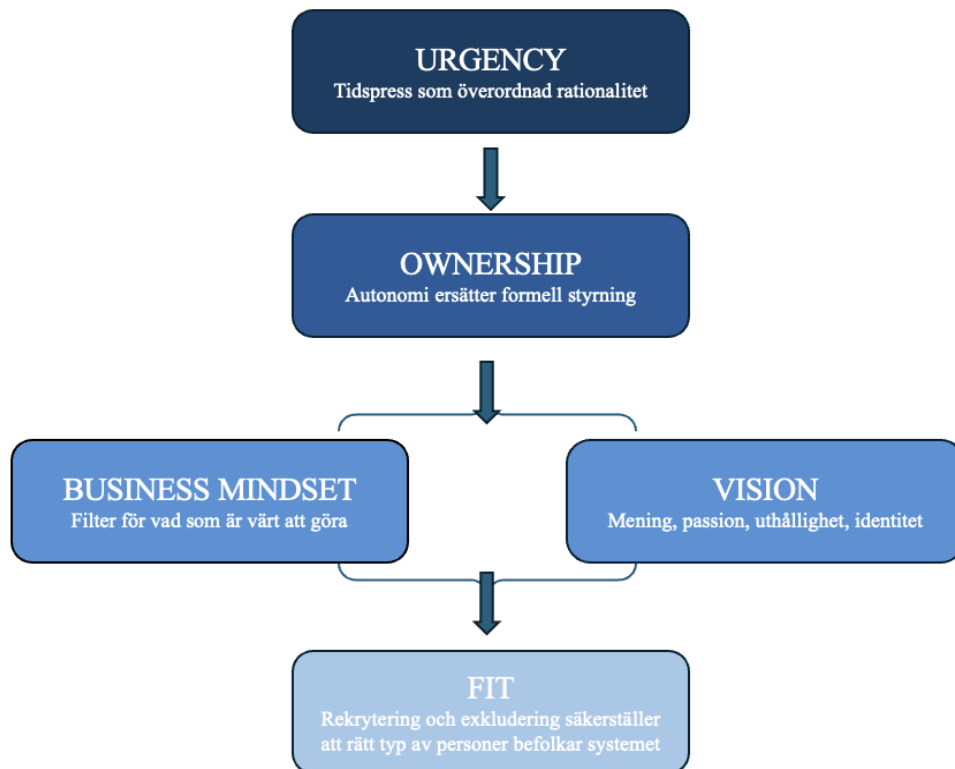 URGENCY
Tidspress som överordnad rationalitet
OWNERSHIP
Autonomi ersätter formell styrning
BUSINESS MINDSET
Filter för vad som är värt att göra
VISION
Mening, passion, uthållighet, identitet
FIT
Rekrytering och exkludering säkerställer
att rätt typ av personer befolkar systemet